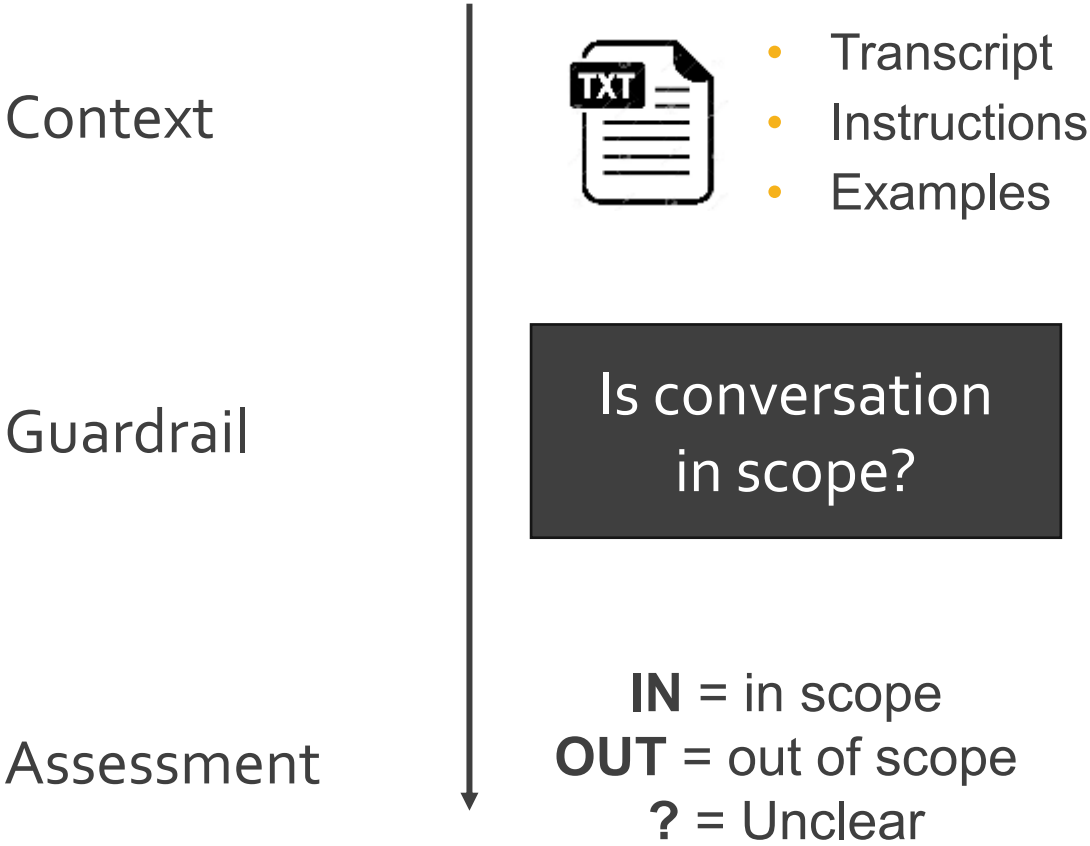 Context
TXT
• Transcript
• Instructions
• Examples
Guardrail
Is conversation
in scope?
Assessment
IN = in scope
OUT = out of scope
? = Unclear